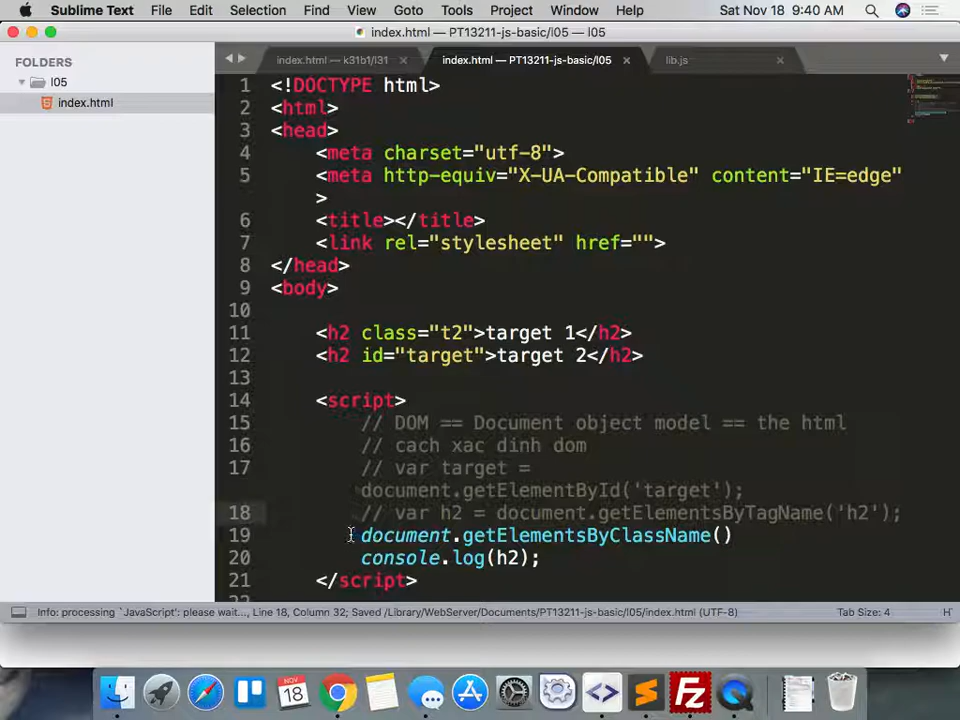 Sublime Text File Edit Selection Find View Goto Tools Project Window Help Sat Nov 18 9:40 AM
index.html — PT13211-js-basic/l05 — l05
FOLDERS
l05
index.html
index.html — k31b1/l31 index.html — PT13211-js-basic/l05 lib.js
1 <!DOCTYPE html>
2 <html>
3 <head>
4 <meta charset="utf-8">
5 <meta http-equiv="X-UA-Compatible" content="IE=edge"
>
6 <title></title>
7 <link rel="stylesheet" href="">
8 </head>
9 <body>
10
11 <h2 class="t2">target 1</h2>
12 <h2 id="target">target 2</h2>
13
14 <script>
15 // DOM == Document object model == the html
16 // cach xac dinh dom
17 // var target =
document.getElementById('target');
18 // var h2 = document.getElementsByTagName('h2');
19 document.getElementsByClassName()
20 console.log(h2);
21 </script>
Info: processing `JavaScript': please wait..., Line 18, Column 32; Saved /Library/WebServer/Documents/PT13211-js-basic/l05/index.html (UTF-8) Tab Size: 4
NOV
18